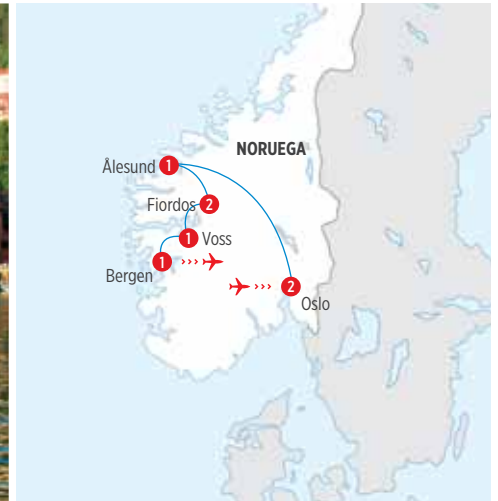 NORUEGA
Ålesund 1
Fiordos 2
1 Voss
1
Bergen
2
Oslo